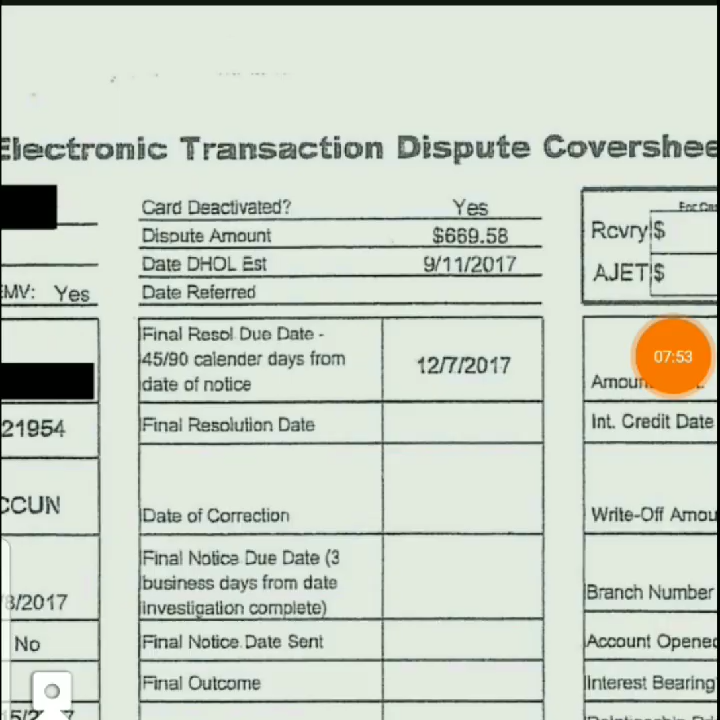 Electronic Transaction Dispute Covershee
Card Deactivated? Yes
Dispute Amount $669.58
Date DHOL Est 9/11/2017
Date Referred
Rcvry $
AJET $
EMV: Yes
Final Resol Due Date -
45/90 calender days from
date of notice
12/7/2017
07:53
21954
Final Resolution Date
Int. Credit Date
CCUN
Date of Correction
Write-Off Amou
Final Notice Due Date (3
business days from date
investigation complete)
/8/2017
Branch Number
No
Final Notice Date Sent
Account Opened
Final Outcome
Interest Bearing